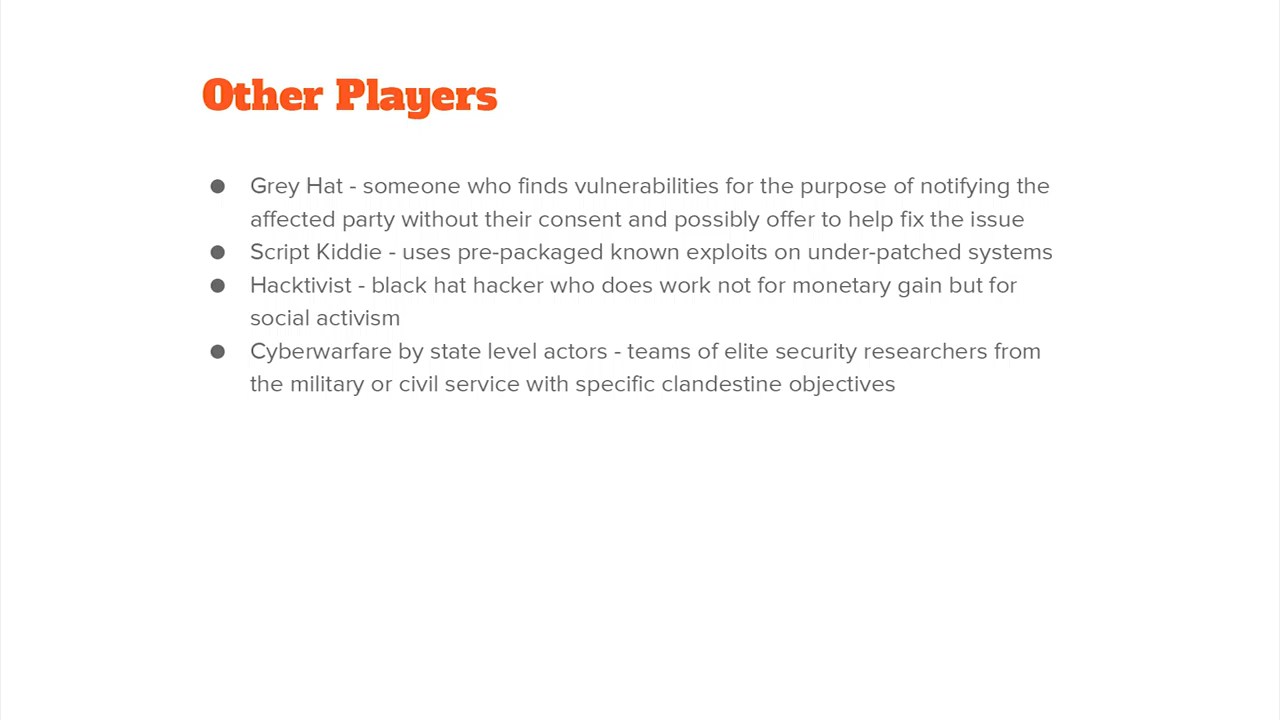 Other Players
● Grey Hat - someone who finds vulnerabilities for the purpose of notifying the
affected party without their consent and possibly offer to help fix the issue
● Script Kiddie - uses pre-packaged known exploits on under-patched systems
● Hacktivist - black hat hacker who does work not for monetary gain but for
social activism
● Cyberwarfare by state level actors - teams of elite security researchers from
the military or civil service with specific clandestine objectives